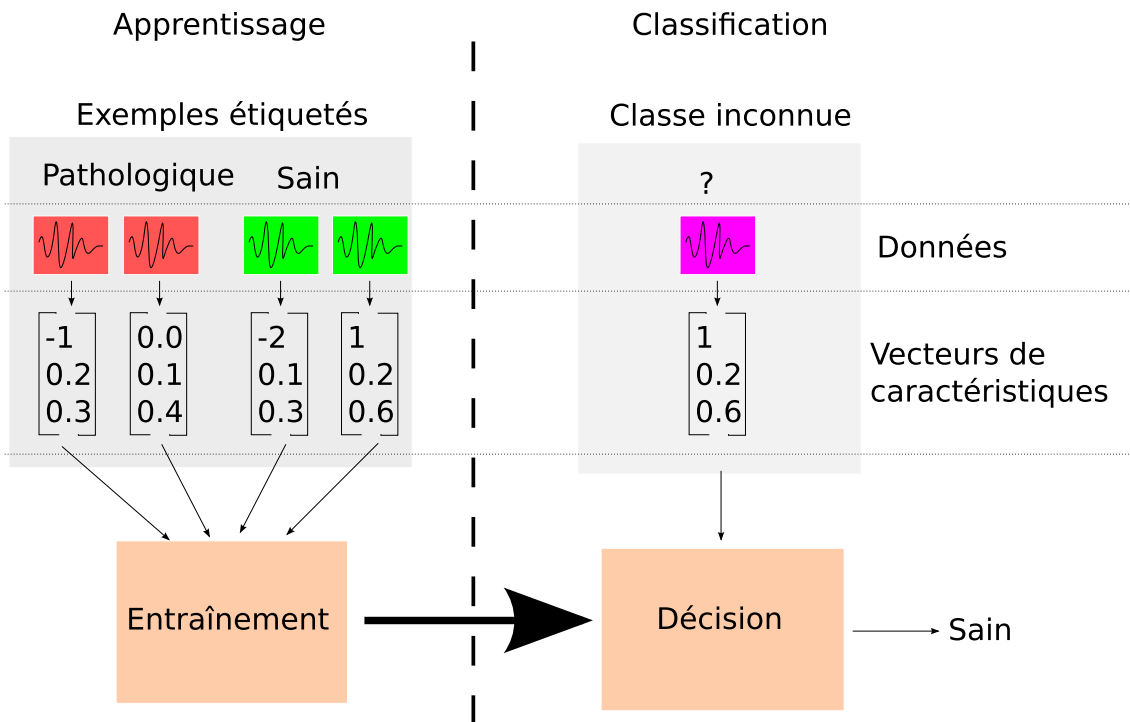 Apprentissage
Classification
Exemples étiquetés
Classe inconnue
Pathologique Sain
?
Données
-1 0.0 -2 1 1
0.2 0.1 0.1 0.2 0.2
0.3 0.4 0.3 0.6 0.6
Vecteurs de
caractéristiques
Entraînement
Décision
Sain